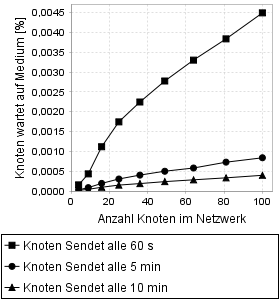 0,0045
0,0040
0,0035
0,0030
0,0025
0,0020
0,0015
0,0010
0,0005
0,0000
Knoten wartet auf Medium [%]
0 20 40 60 80 100
Anzahl Knoten im Netzwerk
Knoten Sendet alle 60 s
Knoten Sendet alle 5 min
Knoten Sendet alle 10 min